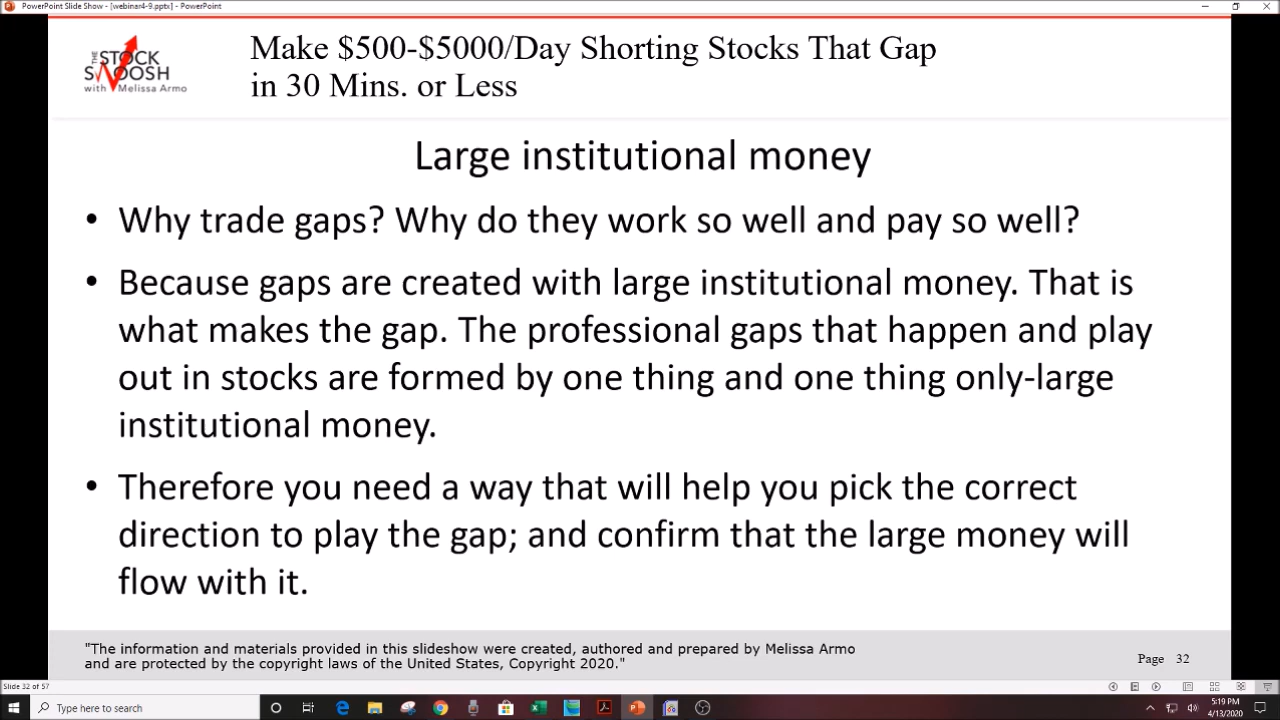 PowerPoint Slide Show - [webinar4-9.pptx] - PowerPoint
THE
STOCK
SWOOSH
with Melissa Armo
Make $500-$5000/Day Shorting Stocks That Gap
in 30 Mins. or Less
Large institutional money
• Why trade gaps? Why do they work so well and pay so well?
• Because gaps are created with large institutional money. That is
what makes the gap. The professional gaps that happen and play
out in stocks are formed by one thing and one thing only-large
institutional money.
• Therefore you need a way that will help you pick the correct
direction to play the gap; and confirm that the large money will
flow with it.
"The information and materials provided in this slideshow were created, authored and prepared by Melissa Armo
and are protected by the copyright laws of the United States, Copyright 2020."
Page 32
Slide 32 of 57
Type here to search
5:19 PM
4/13/2020